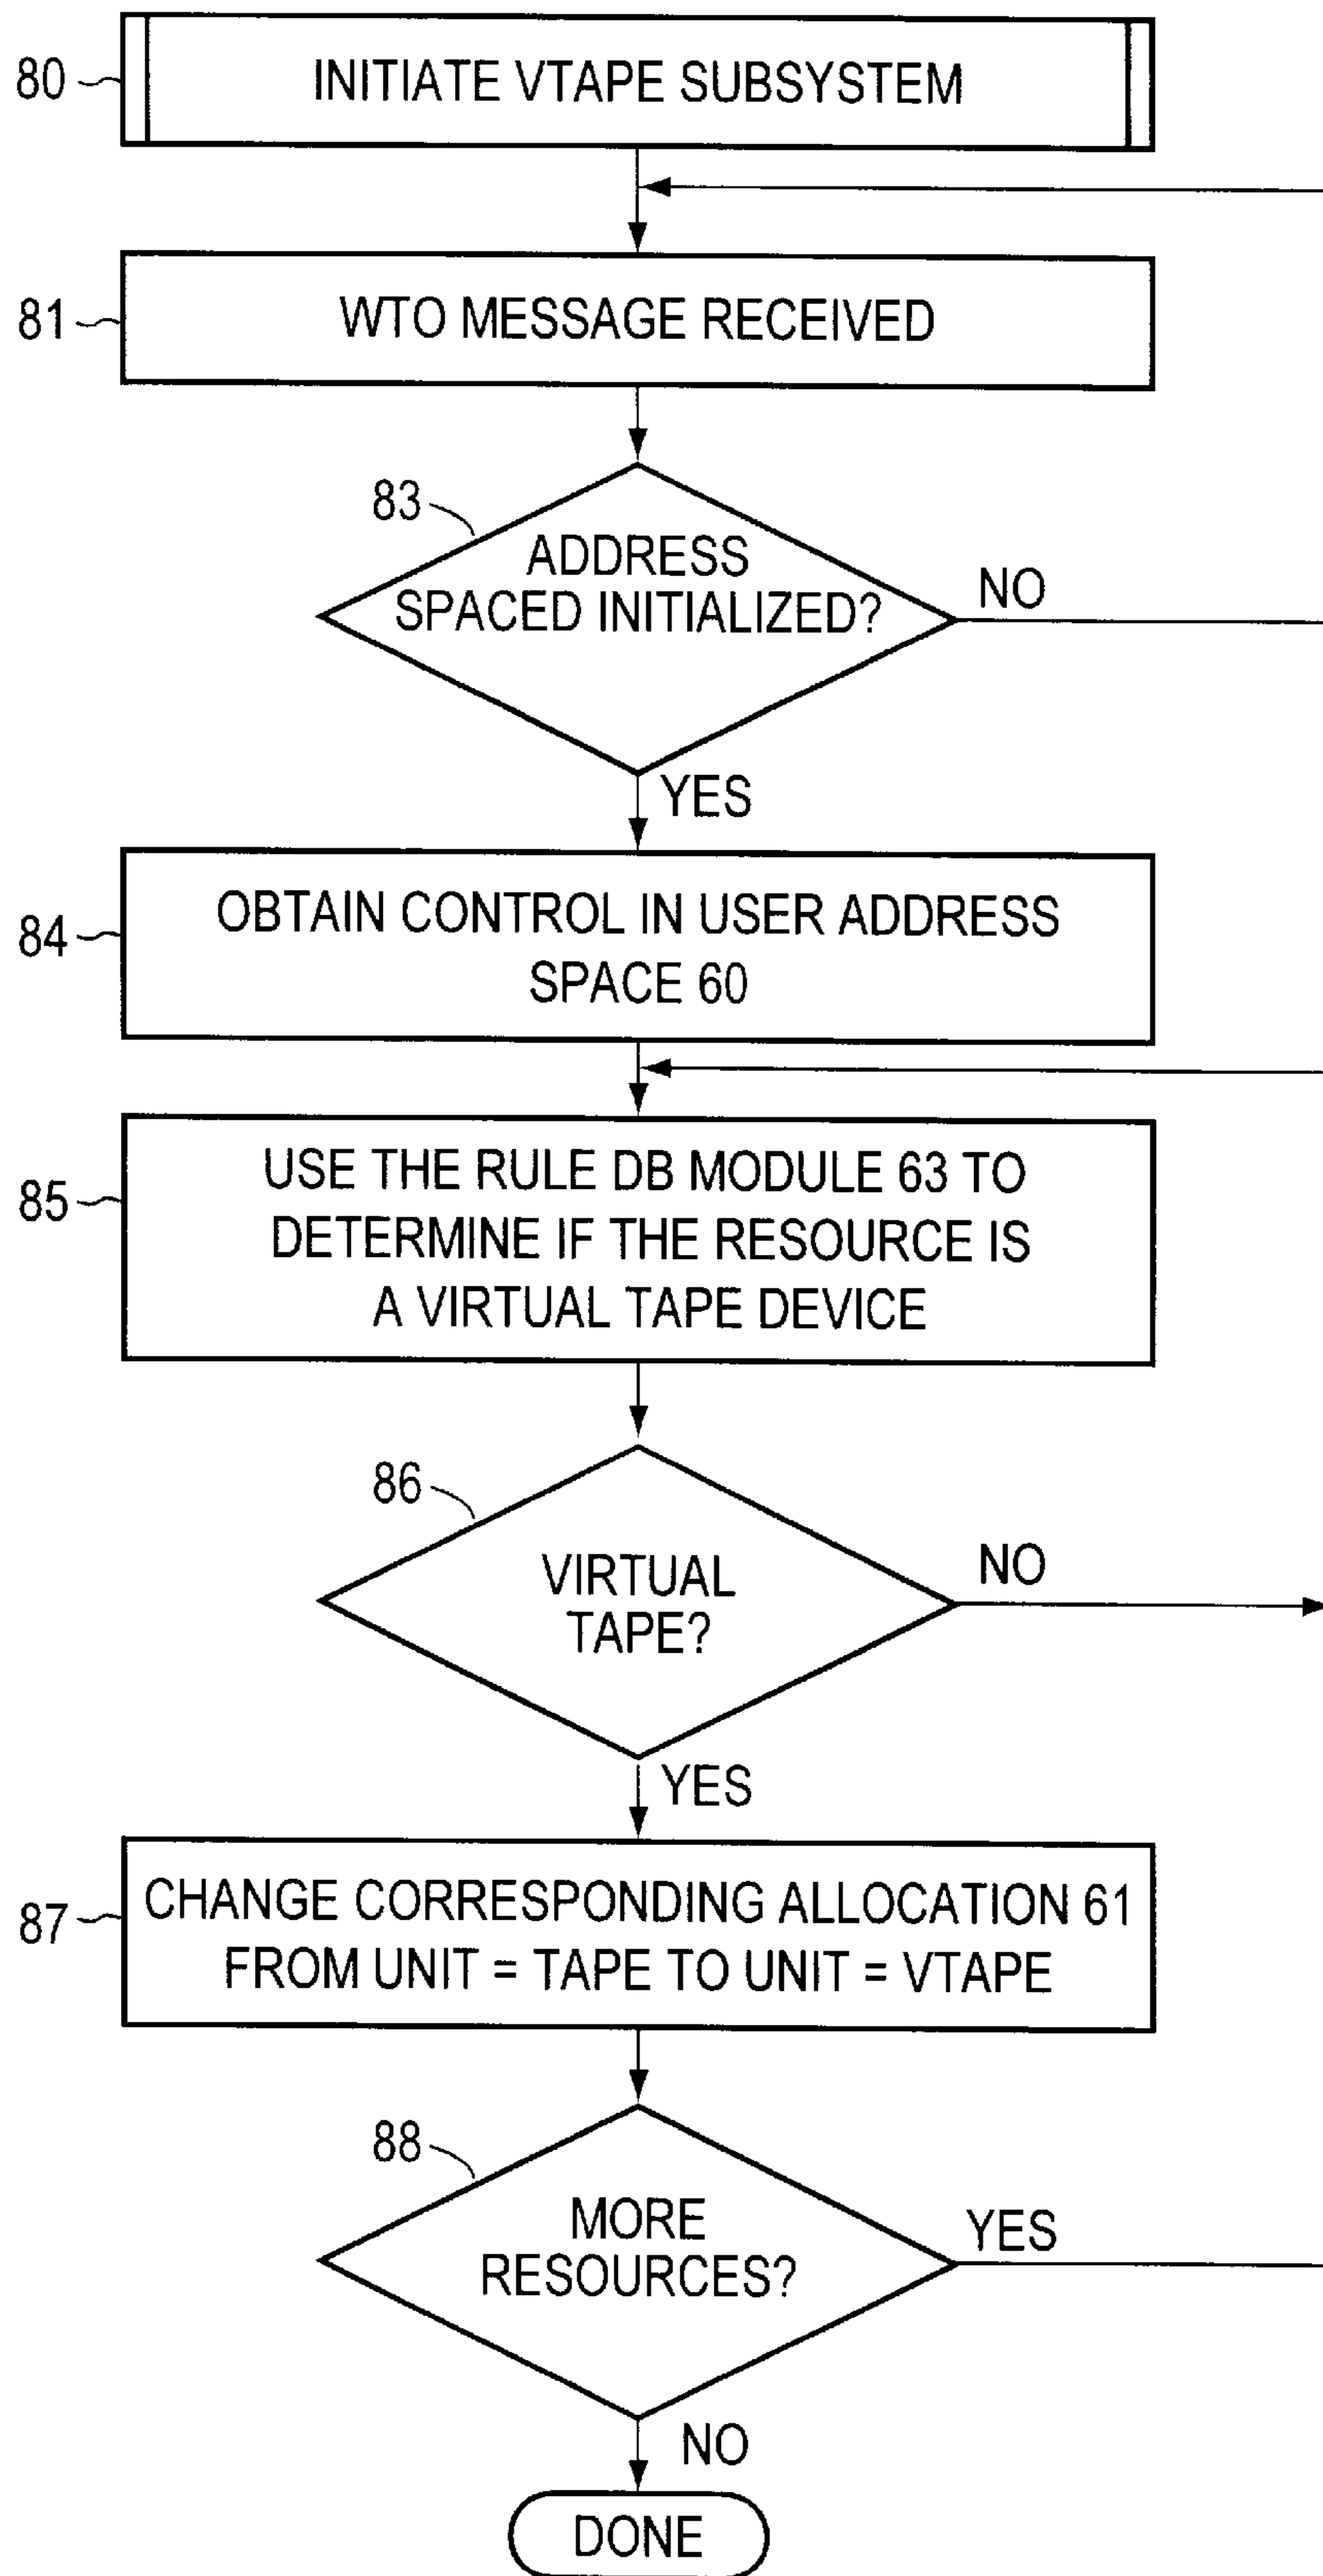 80
INITIATE VTAPE SUBSYSTEM
81
WTO MESSAGE RECEIVED
83
ADDRESS
SPACED INITIALIZED?
NO
YES
84
OBTAIN CONTROL IN USER ADDRESS
SPACE 60
85
USE THE RULE DB MODULE 63 TO
DETERMINE IF THE RESOURCE IS
A VIRTUAL TAPE DEVICE
86
VIRTUAL
TAPE?
NO
YES
87
CHANGE CORRESPONDING ALLOCATION 61
FROM UNIT = TAPE TO UNIT = VTAPE
88
MORE
RESOURCES?
YES
NO
DONE